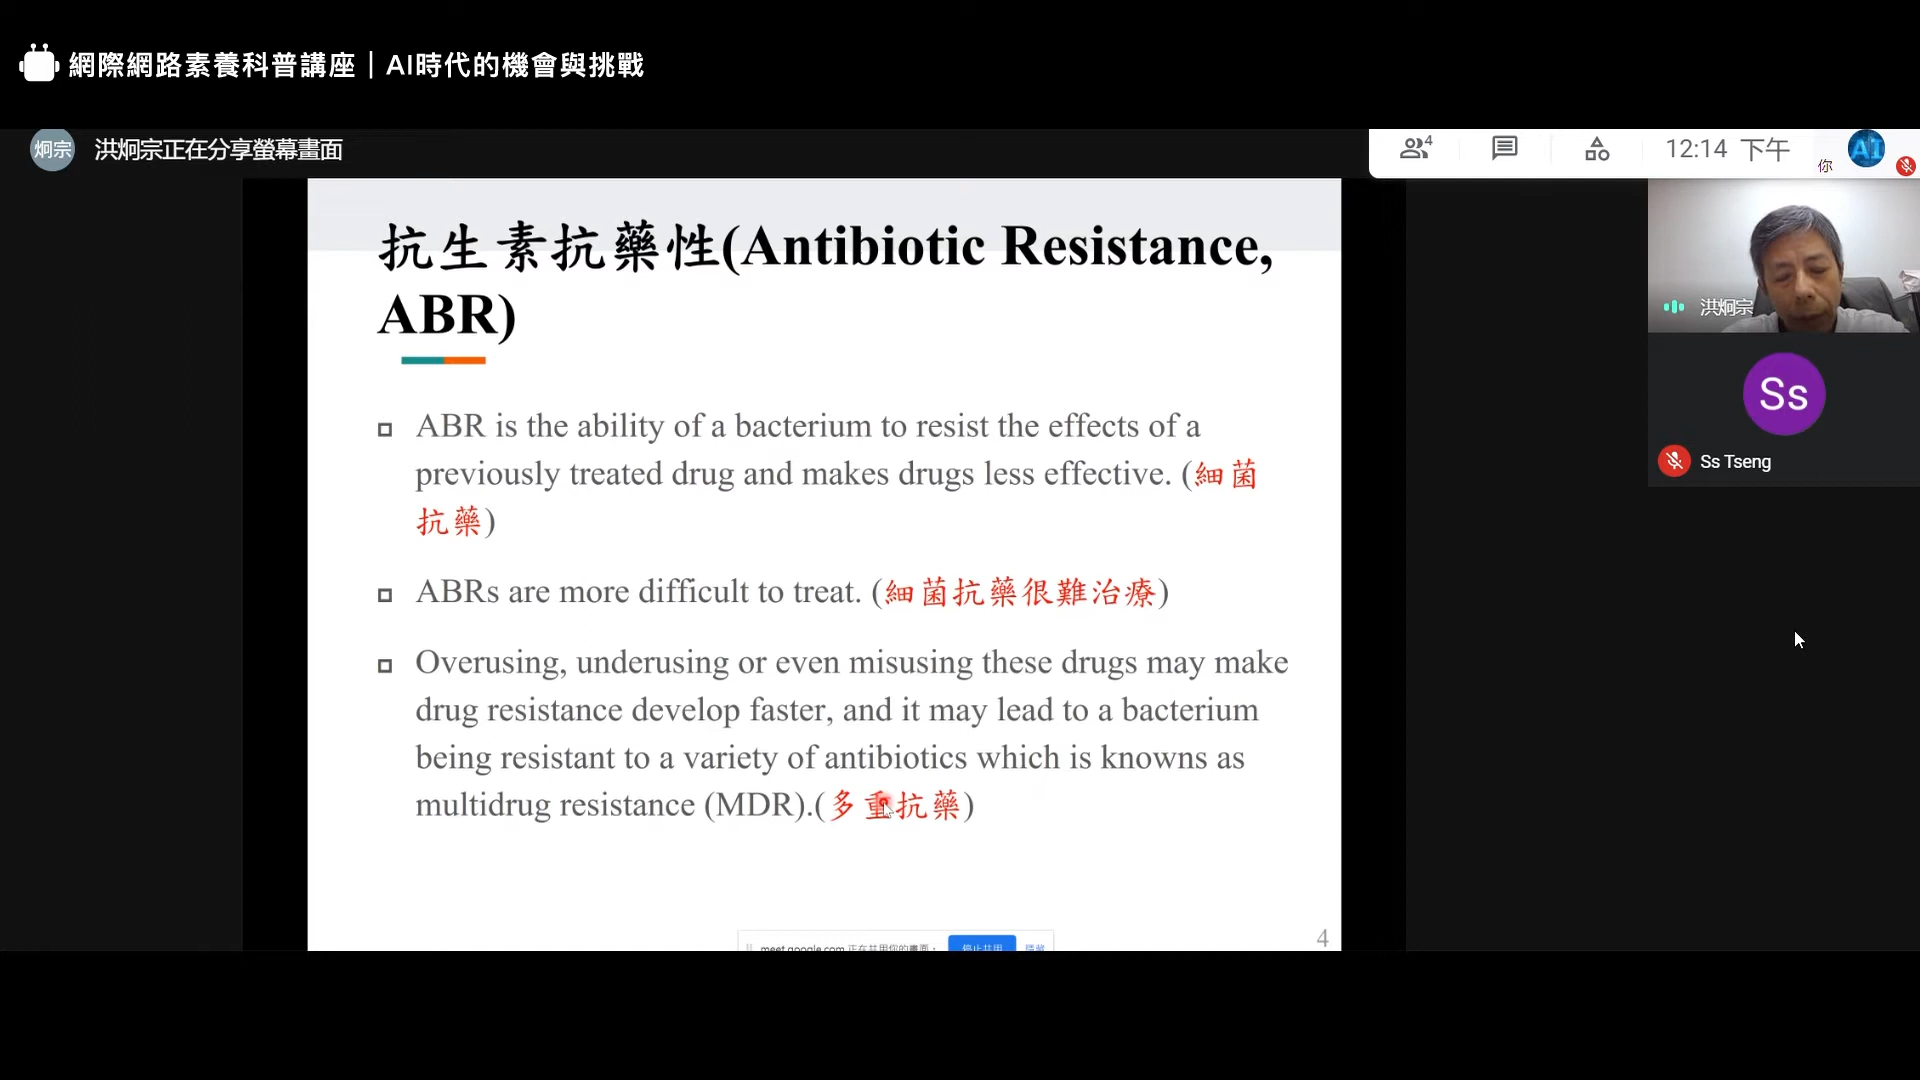 網際網路素養科普講座｜AI時代的機會與挑戰
炯宗 洪炯宗正在分享螢幕畫面
4
12:14 下午
你
AI
抗生素抗藥性(Antibiotic Resistance,
ABR)
ABR is the ability of a bacterium to resist the effects of a
previously treated drug and makes drugs less effective. (細菌
抗藥)
ABRs are more difficult to treat. (細菌抗藥很難治療)
Overusing, underusing or even misusing these drugs may make
drug resistance develop faster, and it may lead to a bacterium
being resistant to a variety of antibiotics which is knowns as
multidrug resistance (MDR).(多重抗藥)
meet.google.com 正在共用你的畫面。 停止共用 隱藏
4
洪炯宗
Ss
Ss Tseng